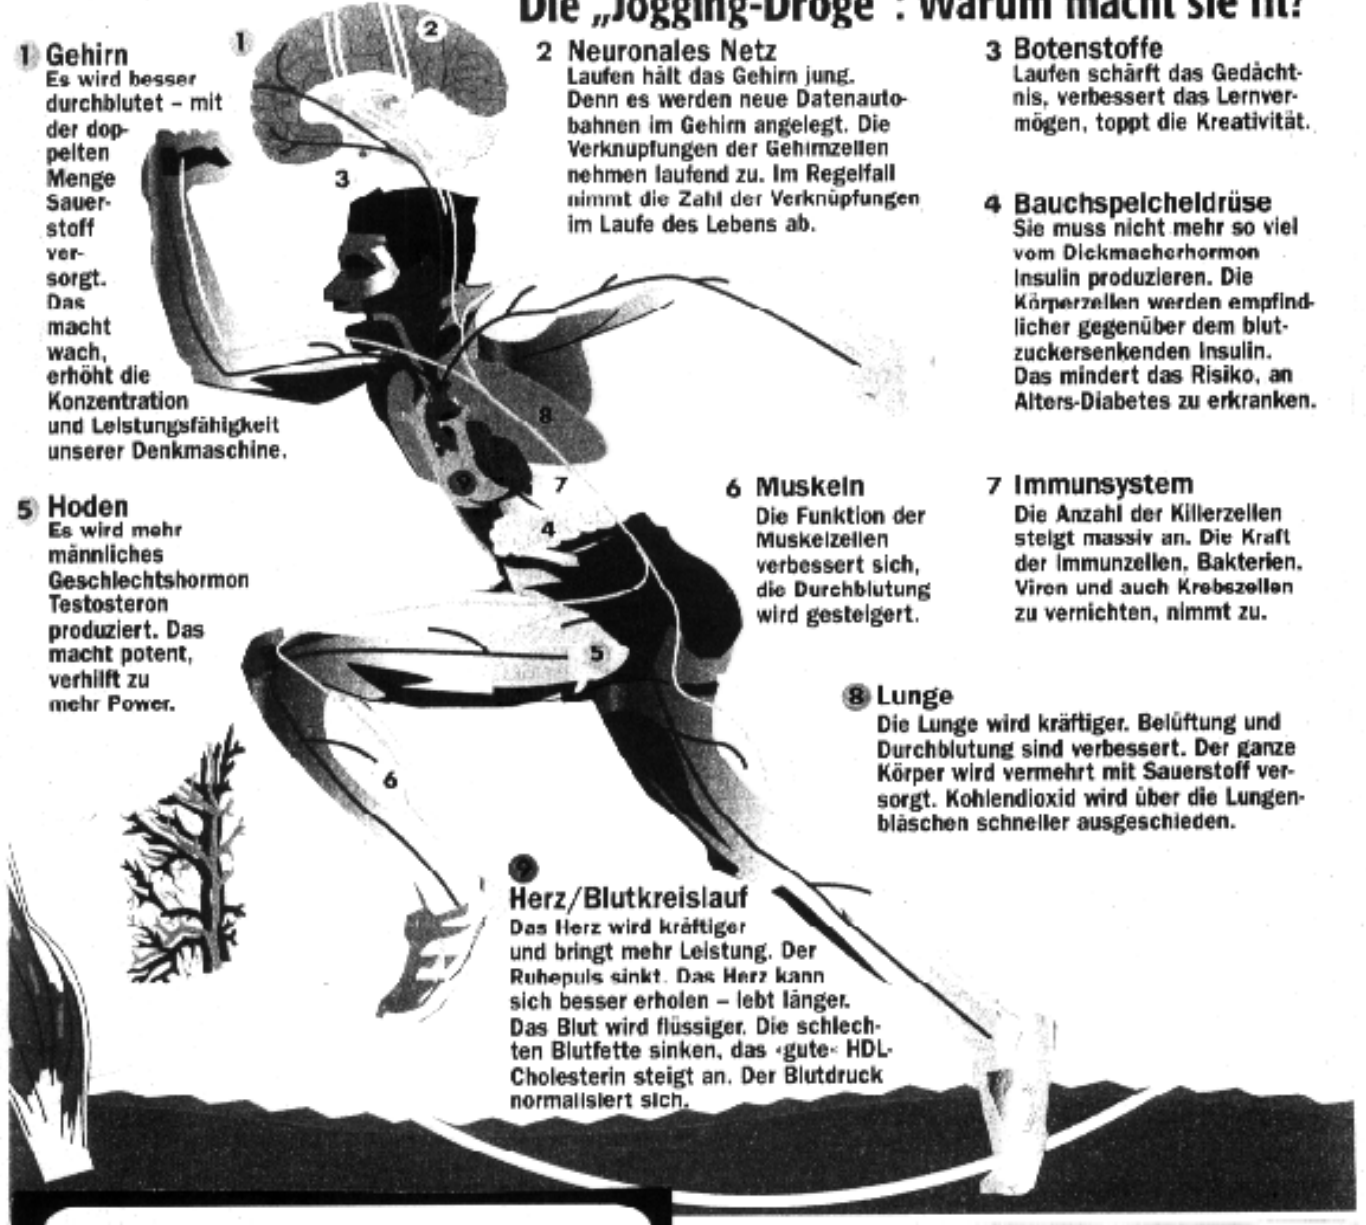 Die „Jogging-Droge": Warum macht sie fit?
1 Gehirn
Es wird besser
durchblutet – mit
der dop-
pelten
Menge
Sauer-
stoff
ver-
sorgt.
Das
macht
wach,
erhöht die
Konzentration
und Leistungsfähigkeit
unserer Denkmaschine.
2 Neuronales Netz
Laufen hält das Gehirn jung.
Denn es werden neue Datenauto-
bahnen im Gehirn angelegt. Die
Verknüpfungen der Gehirnzellen
nehmen laufend zu. Im Regelfall
nimmt die Zahl der Verknüpfungen
im Laufe des Lebens ab.
3 Botenstoffe
Laufen schärft das Gedächt-
nis, verbessert das Lernver-
mögen, toppt die Kreativität.
4 Bauchspeicheldrüse
Sie muss nicht mehr so viel
vom Dickmacherhormon
Insulin produzieren. Die
Körperzellen werden empfind-
licher gegenüber dem blut-
zuckersenkenden Insulin.
Das mindert das Risiko, an
Alters-Diabetes zu erkranken.
5 Hoden
Es wird mehr
männliches
Geschlechtshormon
Testosteron
produziert. Das
macht potent,
verhilft zu
mehr Power.
6 Muskeln
Die Funktion der
Muskelzellen
verbessert sich,
die Durchblutung
wird gesteigert.
7 Immunsystem
Die Anzahl der Killerzellen
steigt massiv an. Die Kraft
der Immunzellen, Bakterien,
Viren und auch Krebszellen
zu vernichten, nimmt zu.
8 Lunge
Die Lunge wird kräftiger. Belüftung und
Durchblutung sind verbessert. Der ganze
Körper wird vermehrt mit Sauerstoff ver-
sorgt. Kohlendioxid wird über die Lungen-
bläschen schneller ausgeschieden.
9
Herz/Blutkreislauf
Das Herz wird kräftiger
und bringt mehr Leistung. Der
Ruhepuls sinkt. Das Herz kann
sich besser erholen – lebt länger.
Das Blut wird flüssiger. Die schlech-
ten Blutfette sinken, das «gute« HDL-
Cholesterin steigt an. Der Blutdruck
normalisiert sich.
1
2
3
8
9
7
4
5
6